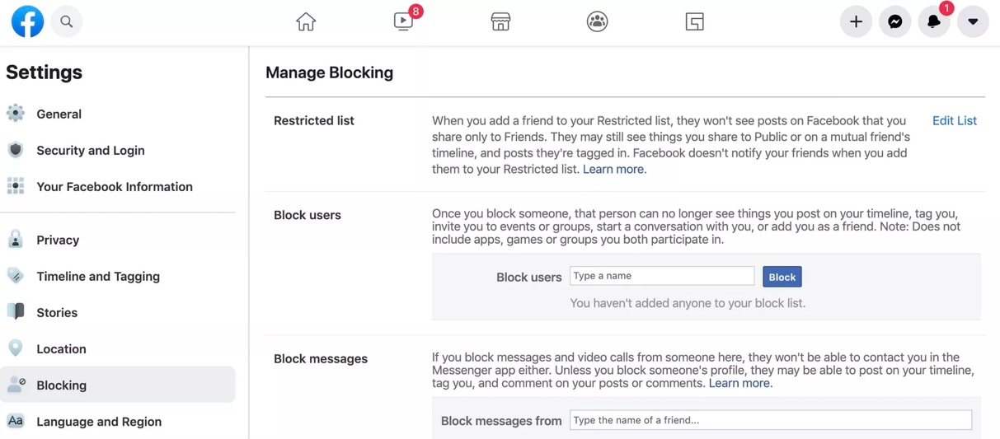 8
1
Settings
General
Security and Login
Your Facebook Information
Privacy
Timeline and Tagging
Stories
Location
Blocking
Aa Language and Region
Manage Blocking
Restricted list
When you add a friend to your Restricted list, they won't see posts on Facebook that you
share only to Friends. They may still see things you share to Public or on a mutual friend's
timeline, and posts they're tagged in. Facebook doesn't notify your friends when you add
them to your Restricted list. Learn more.
Edit List
Block users
Once you block someone, that person can no longer see things you post on your timeline, tag you,
invite you to events or groups, start a conversation with you, or add you as a friend. Note: Does not
include apps, games or groups you both participate in.
Block users Type a name Block
You haven't added anyone to your block list.
Block messages
If you block messages and video calls from someone here, they won't be able to contact you in the
Messenger app either. Unless you block someone's profile, they may be able to post on your timeline,
tag you, and comment on your posts or comments. Learn more.
Block messages from Type the name of a friend...